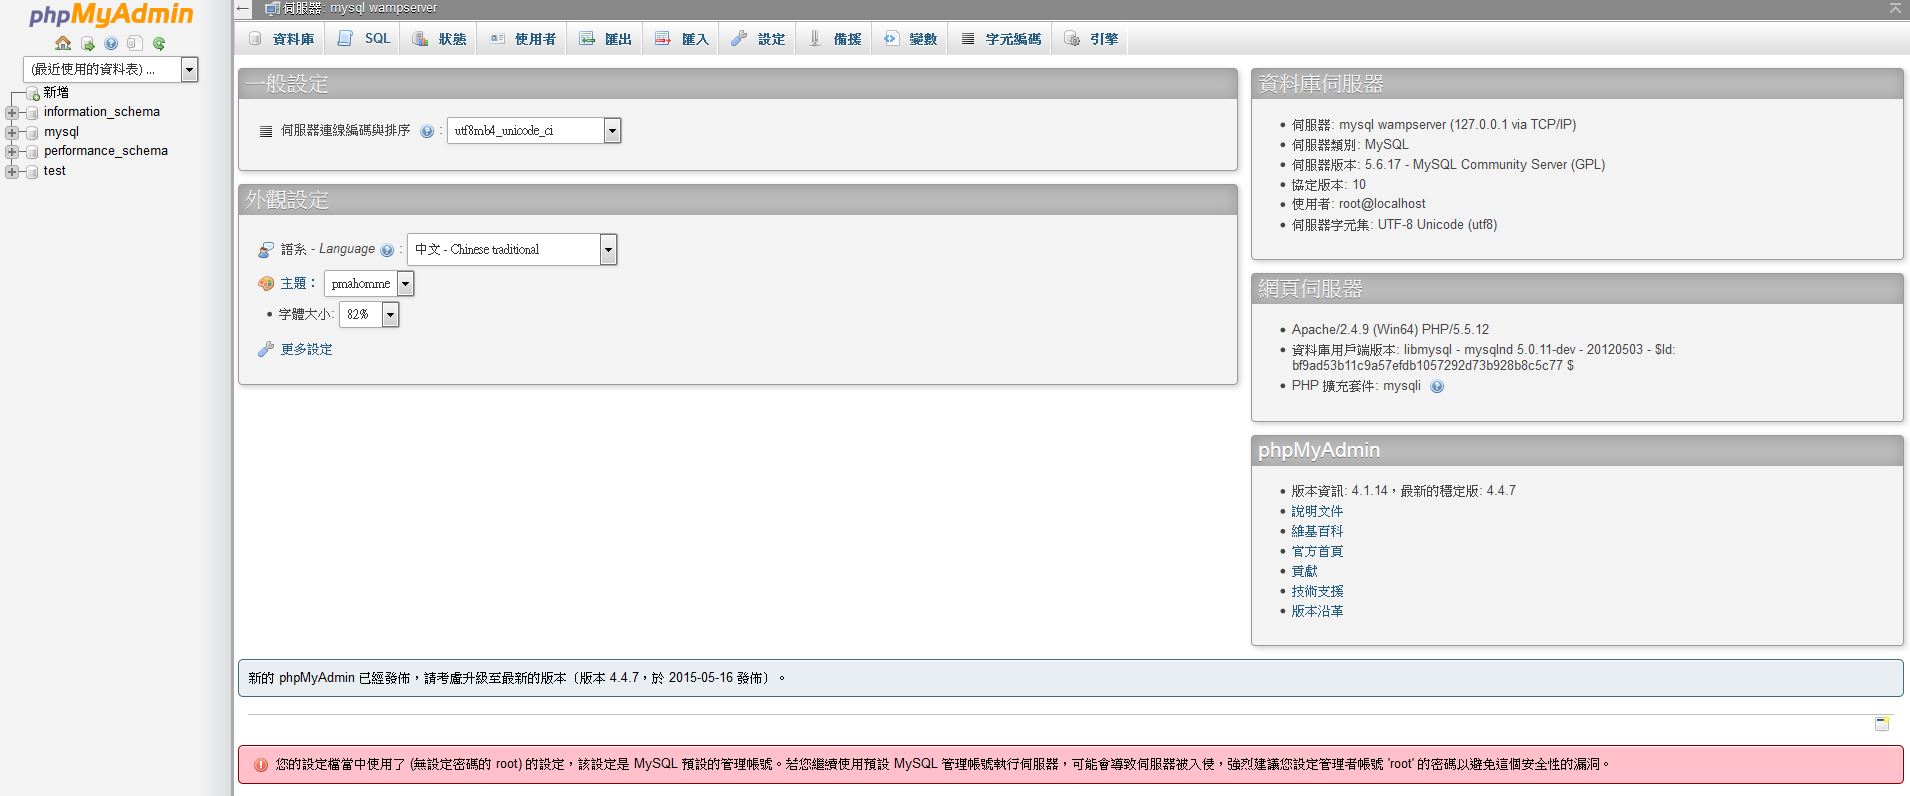 phpMyAdmin
(最近使用的資料表) ...
新增
information_schema
mysql
performance_schema
test
伺服器: mysql wampserver
資料庫 SQL 狀態 使用者 匯出 匯入 設定 備援 變數 字元編碼 引擎
一般設定
伺服器連線編碼與排序 : utf8mb4_unicode_ci
外觀設定
語系 - Language : 中文 - Chinese traditional
主題： pmahomme
• 字體大小: 82%
更多設定
資料庫伺服器
• 伺服器: mysql wampserver (127.0.0.1 via TCP/IP)
• 伺服器類別: MySQL
• 伺服器版本: 5.6.17 - MySQL Community Server (GPL)
• 協定版本: 10
• 使用者: root@localhost
• 伺服器字元集: UTF-8 Unicode (utf8)
網頁伺服器
• Apache/2.4.9 (Win64) PHP/5.5.12
• 資料庫用戶端版本: libmysql - mysqlnd 5.0.11-dev - 20120503 - $Id:
bf9ad53b11c9a57efdb1057292d73b928b8c5c77 $
• PHP 擴充套件: mysqli
phpMyAdmin
• 版本資訊: 4.1.14，最新的穩定版: 4.4.7
• 說明文件
• 維基百科
• 官方首頁
• 貢獻
• 技術支援
• 版本沿革
新的 phpMyAdmin 已經發佈，請考慮升級至最新的版本〔版本 4.4.7，於 2015-05-16 發佈〕。
您的設定檔當中使用了 (無設定密碼的 root) 的設定，該設定是 MySQL 預設的管理帳號。若您繼續使用預設 MySQL 管理帳號執行伺服器，可能會導致伺服器被入侵，強烈建議您設定管理者帳號 'root' 的密碼以避免這個安全性的漏洞。